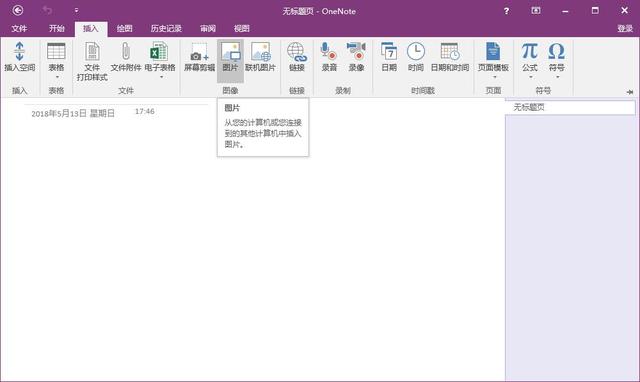 无标题页 - OneNote
文件 开始 插入 绘图 历史记录 审阅 视图 登录
插入空间 表格 文件打印样式 文件附件 电子表格 屏幕剪辑 图片 联机图片 链接 录音 录像 日期 时间 日期和时间 页面模板 公式 符号
插入 表格 文件 图像 链接 录制 时间戳 页面 符号
2018年5月13日 星期日 17:46
无标题页
图片
从您的计算机或您连接
到的其他计算机中插入
图片。